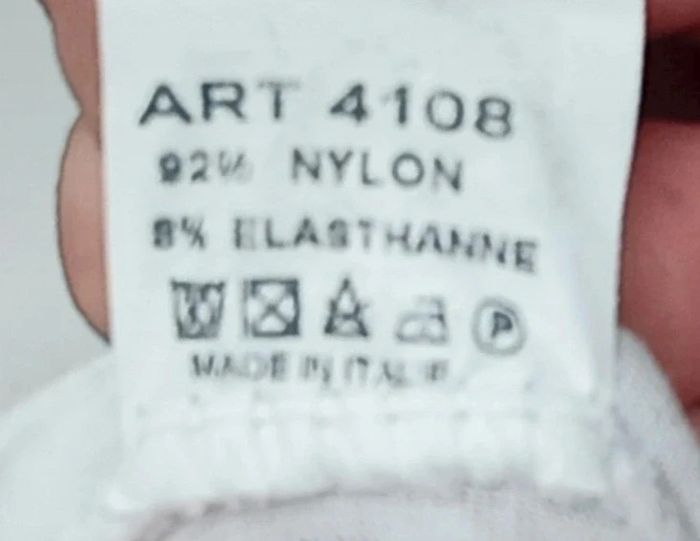 ART 4108
92% NYLON
8% ELASTHANNE
P
MADE IN